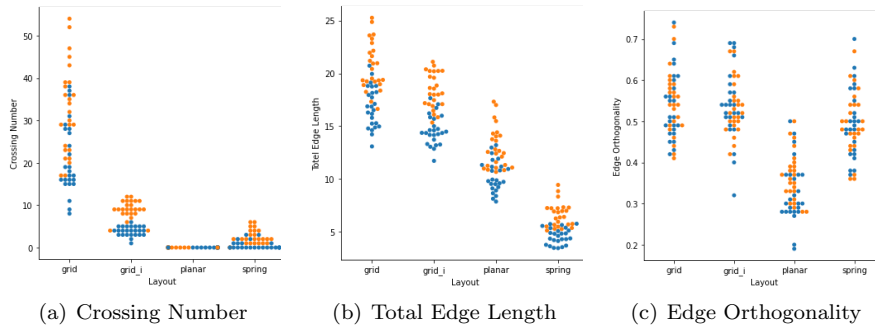 50
40
30
20
10
0
Crossing Number
grid
grid_i
planar
spring
Layout
25
20
15
10
5
Total Edge Length
grid
grid_i
planar
spring
Layout
0.7
0.6
0.5
0.4
0.3
0.2
Edge Orthogonality
grid
grid_i
planar
spring
Layout
(a) Crossing Number
(b) Total Edge Length
(c) Edge Orthogonality